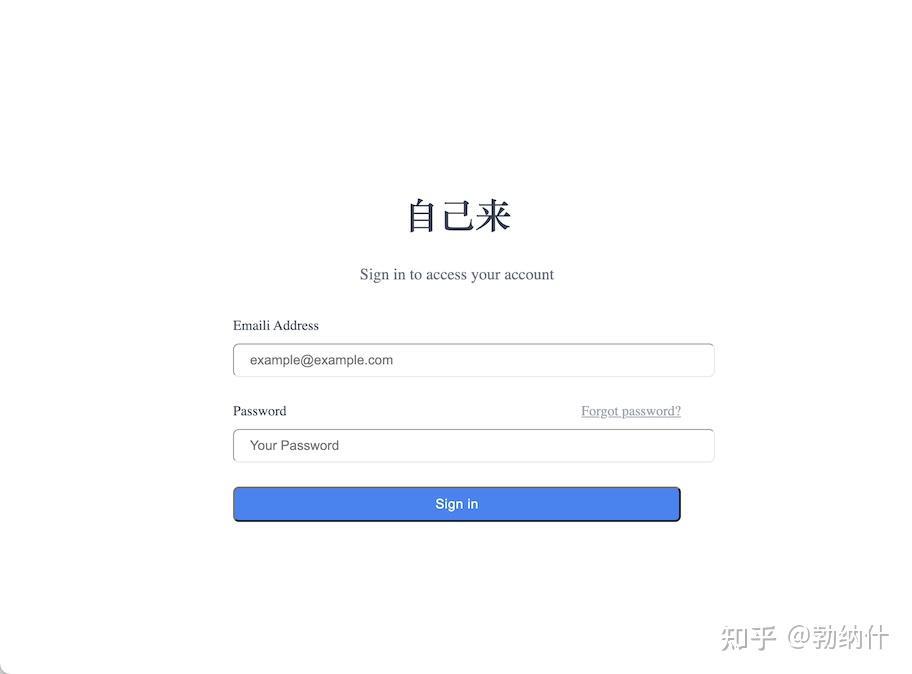 自己来
Sign in to access your account
Emaili Address
example@example.com
Password Forgot password?
Your Password
Sign in
知乎 @勃纳什